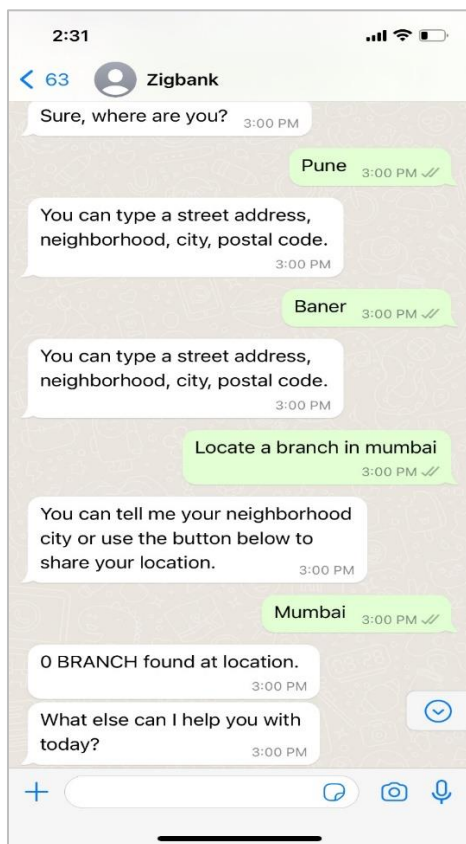 2:31
63 Zigbank
Sure, where are you? 3:00 PM
Pune 3:00 PM
You can type a street address,
neighborhood, city, postal code.
3:00 PM
Baner 3:00 PM
You can type a street address,
neighborhood, city, postal code.
3:00 PM
Locate a branch in mumbai
3:00 PM
You can tell me your neighborhood
city or use the button below to
share your location. 3:00 PM
Mumbai 3:00 PM
0 BRANCH found at location.
3:00 PM
What else can I help you with
today? 3:00 PM